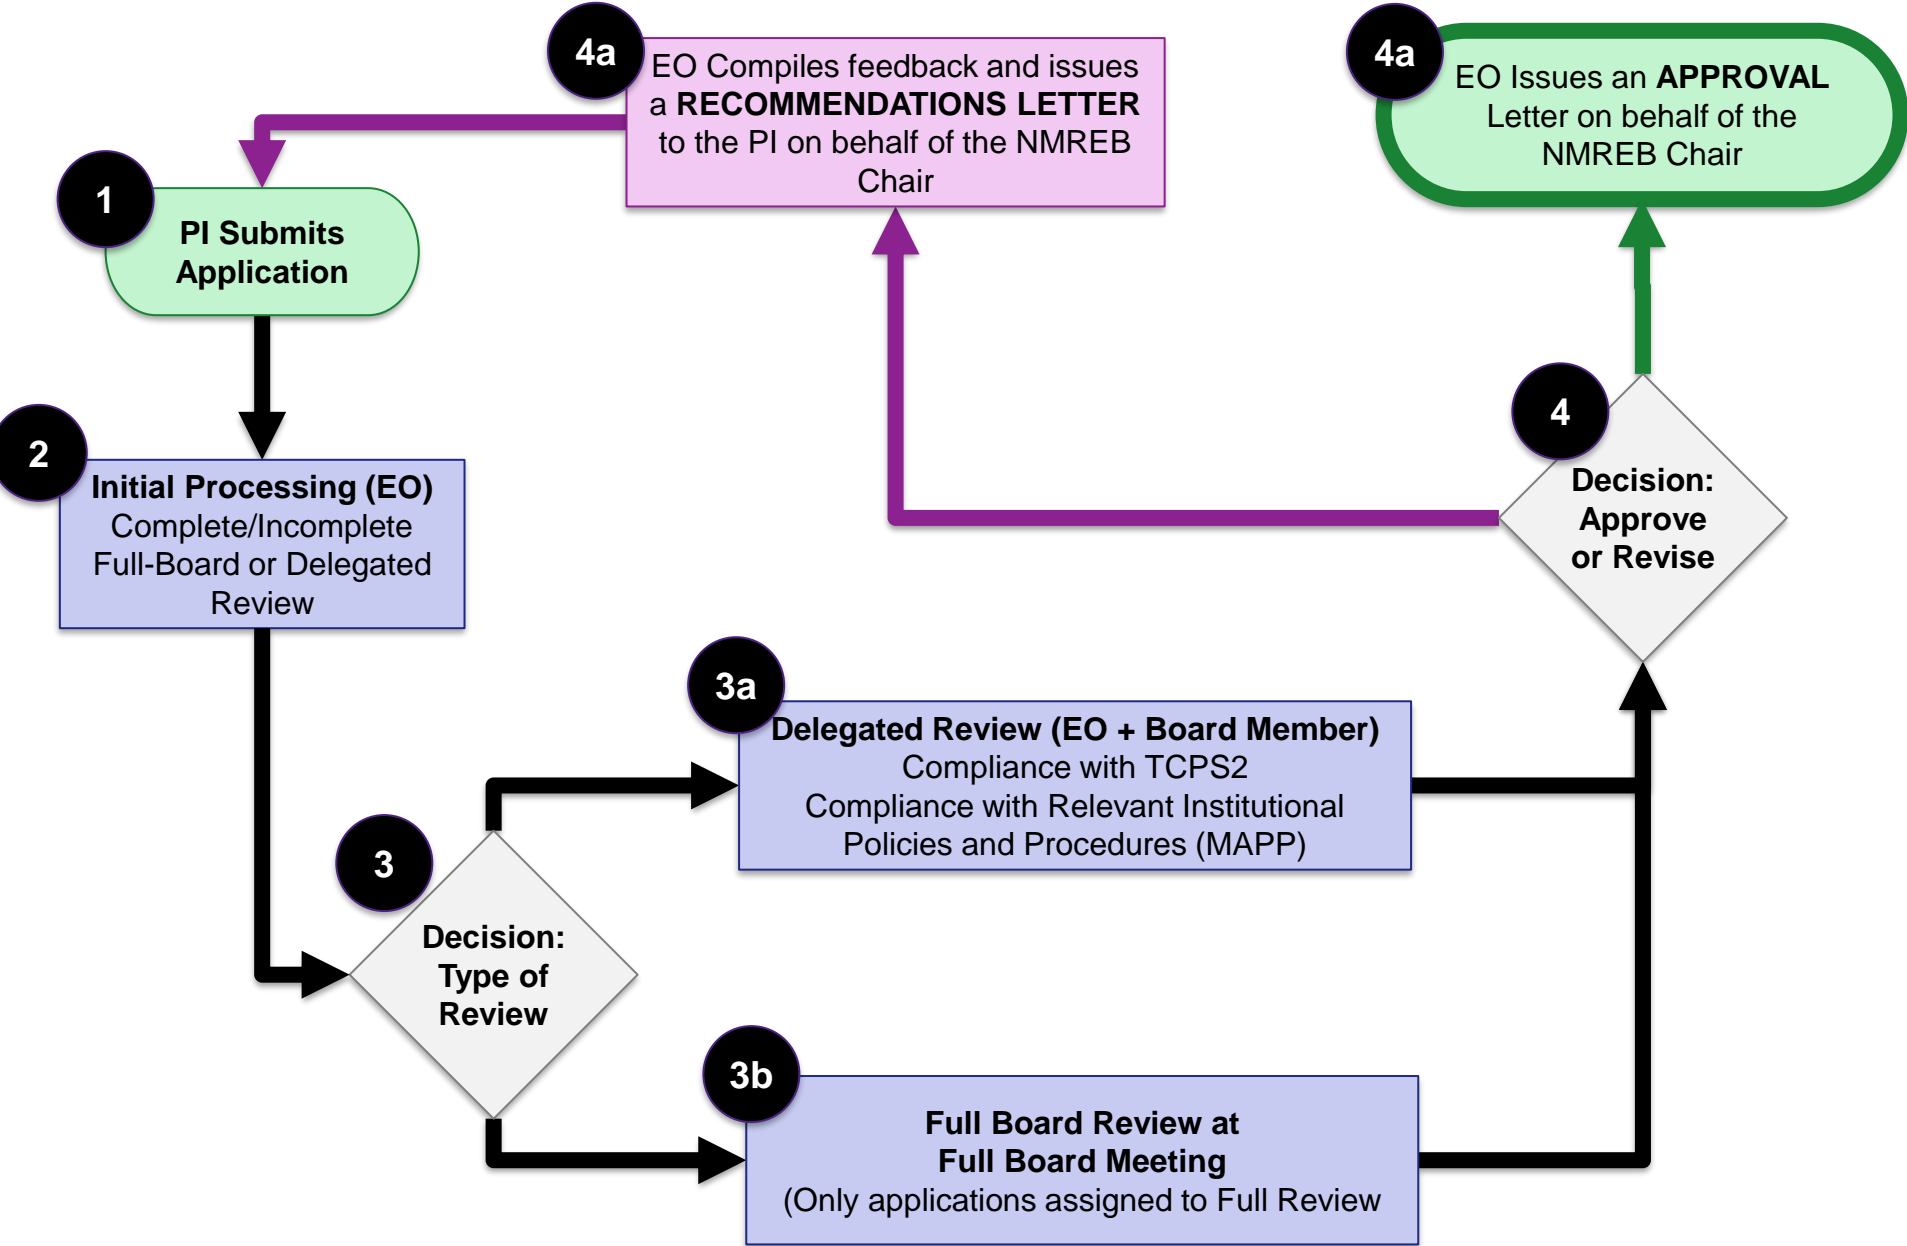 1
PI Submits
Application
2
Initial Processing (EO)
Complete/Incomplete
Full-Board or Delegated
Review
3
Decision:
Type of
Review
3a
Delegated Review (EO + Board Member)
Compliance with TCPS2
Compliance with Relevant Institutional
Policies and Procedures (MAPP)
3b
Full Board Review at
Full Board Meeting
(Only applications assigned to Full Review
4
Decision:
Approve
or Revise
4a
EO Compiles feedback and issues
a RECOMMENDATIONS LETTER
to the PI on behalf of the NMREB
Chair
4a
EO Issues an APPROVAL
Letter on behalf of the
NMREB Chair